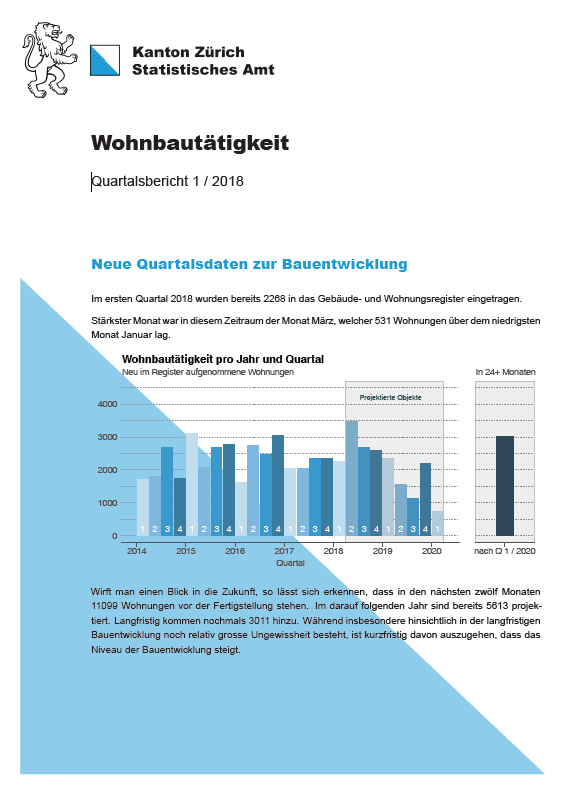 Kanton Zürich
Statistisches Amt
Wohnbautätigkeit
Quartalsbericht 1 / 2018
Neue Quartalsdaten zur Bauentwicklung
Im ersten Quartal 2018 wurden bereits 2268 in das Gebäude- und Wohnungsregister eingetragen.
Stärkster Monat war in diesem Zeitraum der Monat März, welcher 531 Wohnungen über dem niedrigsten
Monat Januar lag.
Wohnbautätigkeit pro Jahr und Quartal
Neu im Register aufgenommene Wohnungen
In 24+ Monaten
Projektierte Objekte
4000
3000
2000
1000
0
1 2 3 4 1 2 3 4 1 2 3 4 1 2 3 4 1 2 3 4 1 2 3 4 1
2014 2015 2016 2017 2018 2019 2020
nach Q 1 / 2020
Quartal
Wirft man einen Blick in die Zukunft, so lässt sich erkennen, dass in den nächsten zwölf Monaten
11099 Wohnungen vor der Fertigstellung stehen. Im darauf folgenden Jahr sind bereits 5613 projek-
tiert. Langfristig kommen nochmals 3011 hinzu. Während insbesondere hinsichtlich in der langfristigen
Bauentwicklung noch relativ grosse Ungewissheit besteht, ist kurzfristig davon auszugehen, dass das
Niveau der Bauentwicklung steigt.